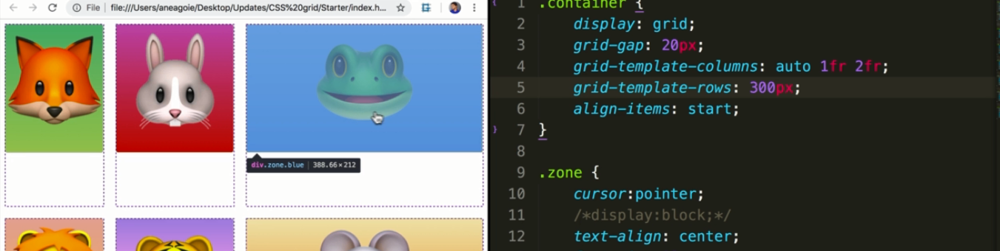 File file:///Users/aneagoie/Desktop/Updates/CSS%20grid/Starter/index.h...
div.zone.blue 388.66×212
1 .container {
2 display: grid;
3 grid-gap: 20px;
4 grid-template-columns: auto 1fr 2fr;
5 grid-template-rows: 300px;
6 align-items: start;
7 }
8
9 .zone {
10 cursor:pointer;
11 /*display:block;*/
12 text-align: center;